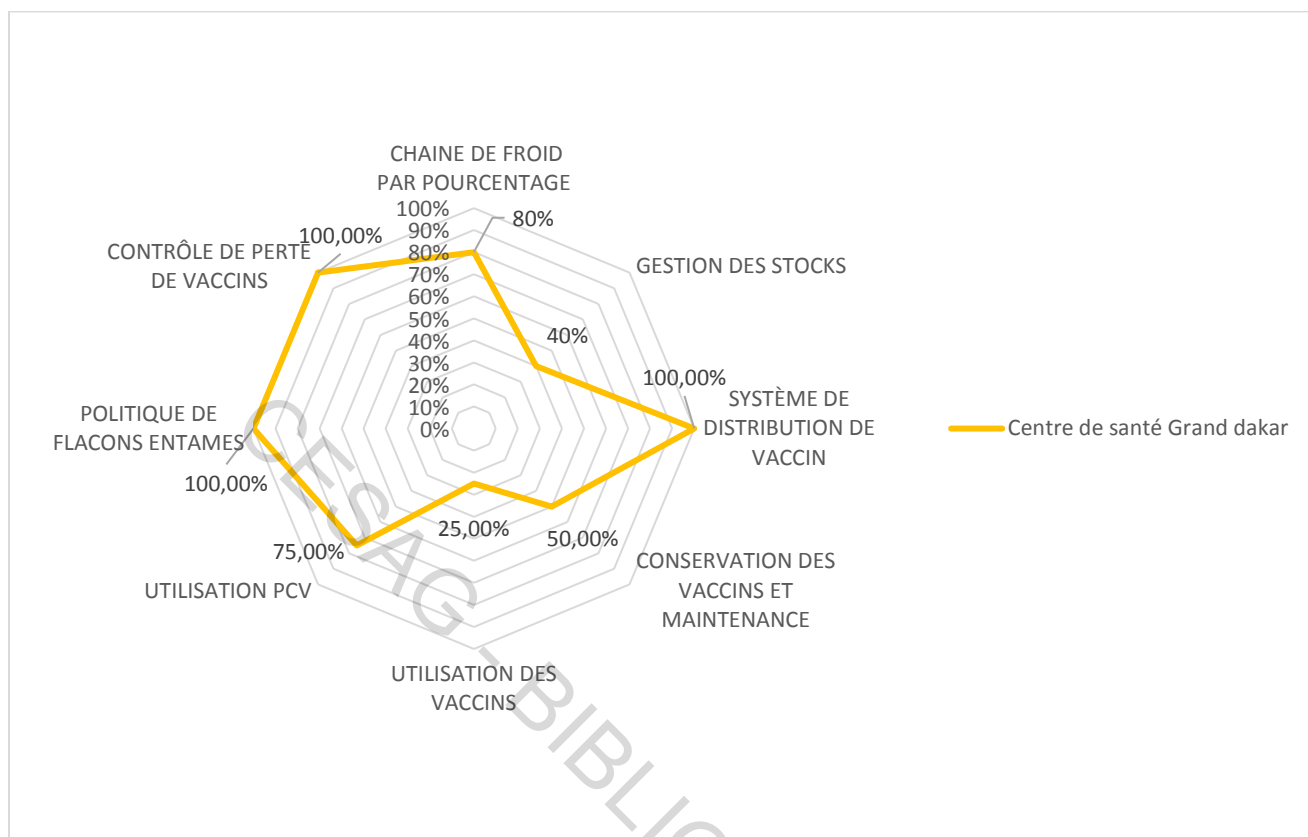 CHAINE DE FROID
PAR POURCENTAGE
100%
90%
80%
70%
60%
50%
40%
30%
20%
10%
0%
80%
GESTION DES STOCKS
40%
100,00%
SYSTÈME DE
DISTRIBUTION DE
VACCIN
50,00%
CONSERVATION DES
VACCINS ET
MAINTENANCE
25,00%
UTILISATION DES
VACCINS
75,00%
UTILISATION PCV
POLITIQUE DE
FLACONS ENTAMES
100,00%
100,00%
CONTRÔLE DE PERTE
DE VACCINS
Centre de santé Grand dakar
CESAG - BIBLIO